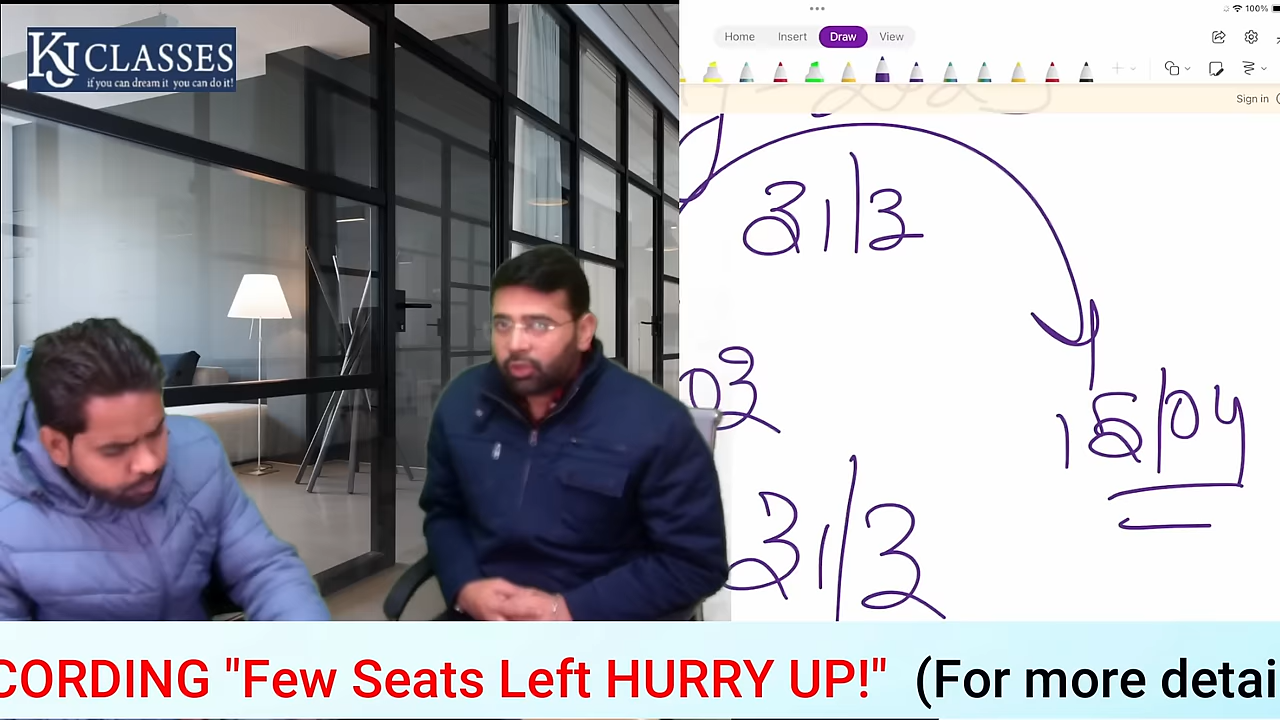 KJ CLASSES
if you can dream it you can do it!
100%
Home Insert Draw View
Sign in
31/3
03
15/04
31/3
CORDING "Few Seats Left HURRY UP!" (For more detai